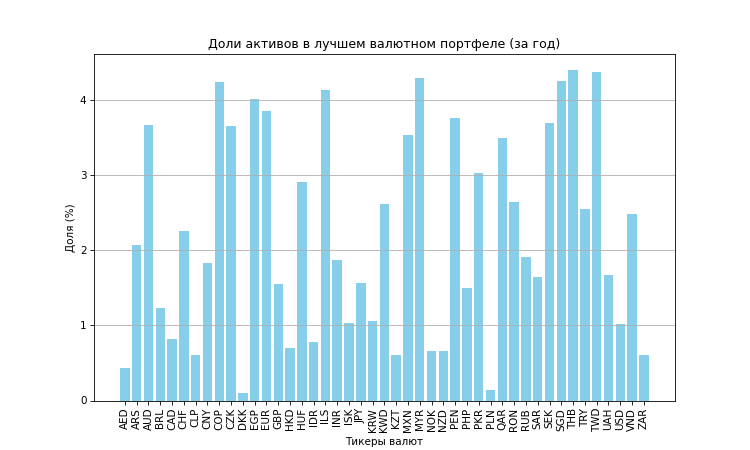 Доли активов в лучшем валютном портфеле (за год)
Доля (%)
4
3
2
1
0
AED
ARS
AUD
BRL
CAD
CHF
CLP
CNY
COP
CZK
DKK
EGP
EUR
GBP
HKD
HUF
IDR
ILS
INR
ISK
JPY
KRW
KWD
KZT
MXN
MYR
NOK
NZD
PEN
PHP
PKR
PLN
QAR
RON
RUB
SAR
SEK
SGD
THB
TRY
TWD
UAH
USD
VND
ZAR
Тикеры валют